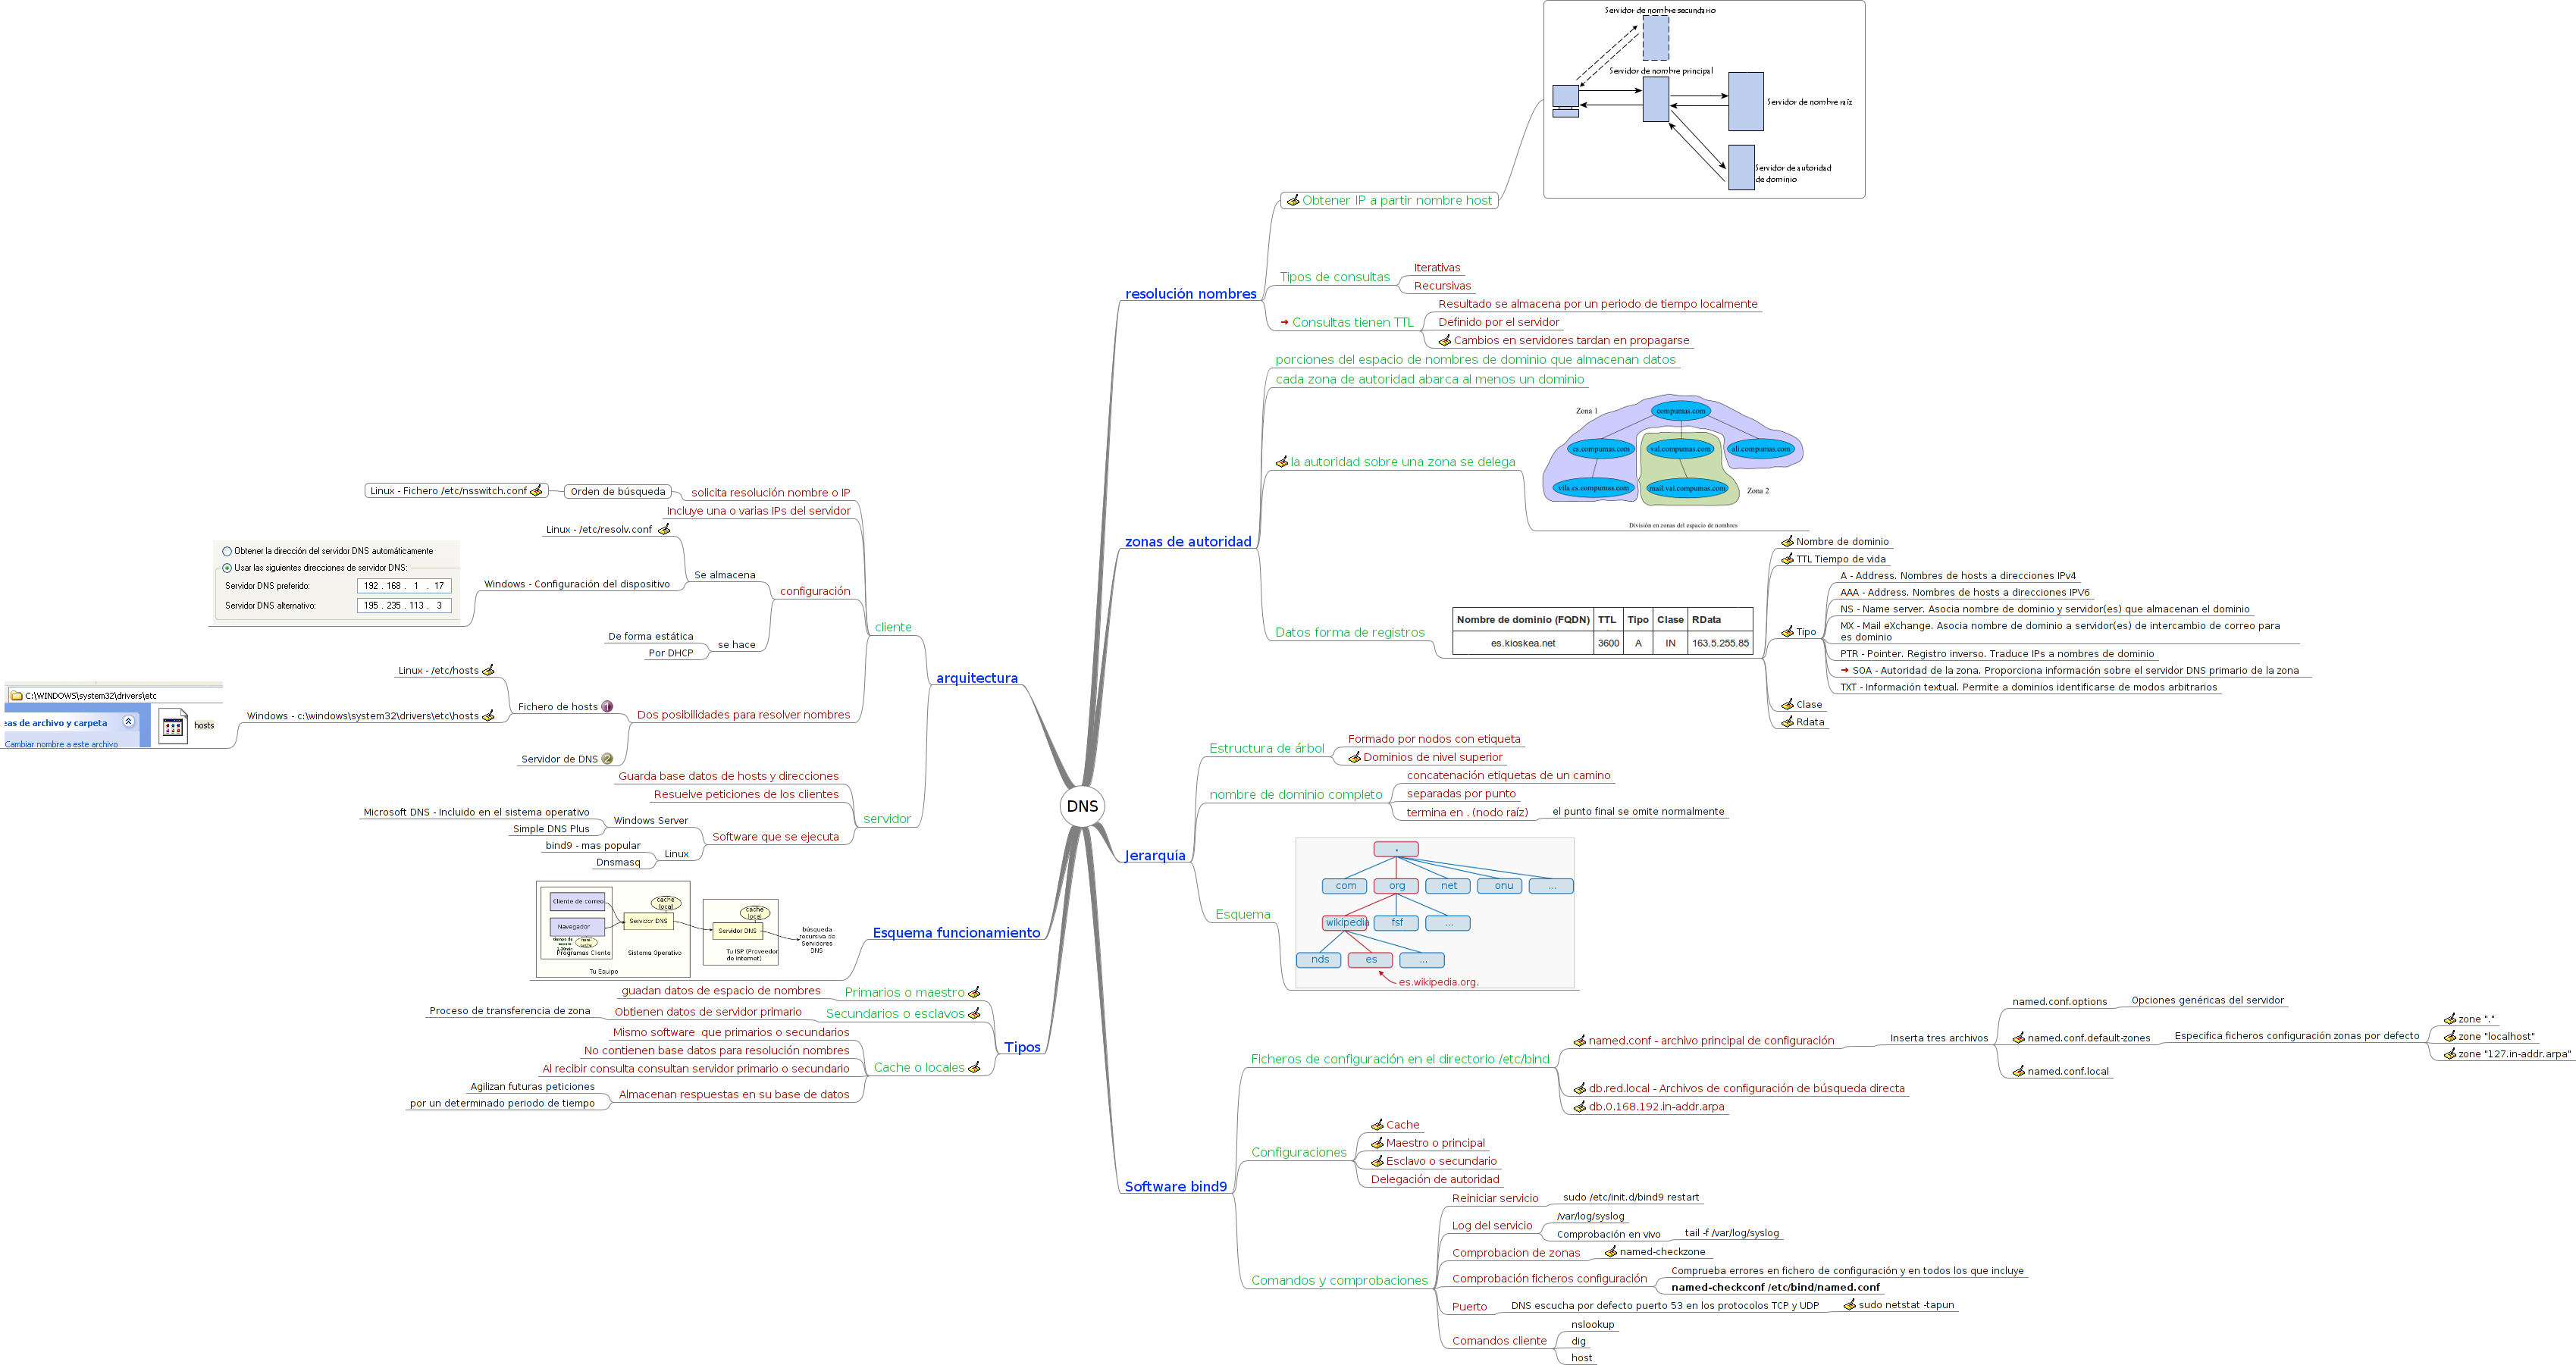 DNS
resolución nombres
Obtener IP a partir nombre host
Servidor de nombre secundario
Servidor de nombre principal
Servidor de nombre raíz
Servidor de autoridad
de dominio
Tipos de consultas
Iterativas
Recursivas
Consultas tienen TTL
Resultado se almacena por un periodo de tiempo localmente
Definido por el servidor
Cambios en servidores tardan en propagarse
zonas de autoridad
porciones del espacio de nombres de dominio que almacenan datos
cada zona de autoridad abarca al menos un dominio
la autoridad sobre una zona se delega
Zona 1
compumas.com
cs.compumas.com
val.compumas.com
ali.compumas.com
vila.cs.compumas.com
mail.val.compumas.com
Zona 2
División en zonas del espacio de nombres
Datos forma de registros
Nombre de dominio (FQDN) TTL Tipo Clase RData
es.kioskea.net 3600 A IN 163.5.255.85
Nombre de dominio
TTL Tiempo de vida
Tipo
A - Address. Nombres de hosts a direcciones IPv4
AAA - Address. Nombres de hosts a direcciones IPV6
NS - Name server. Asocia nombre de dominio y servidor(es) que almacenan el dominio
MX - Mail eXchange. Asocia nombre de dominio a servidor(es) de intercambio de correo para
es dominio
PTR - Pointer. Registro inverso. Traduce IPs a nombres de dominio
SOA - Autoridad de la zona. Proporciona información sobre el servidor DNS primario de la zona
TXT - Información textual. Permite a dominios identificarse de modos arbitrarios
Clase
Rdata
Jerarquía
Estructura de árbol
Formado por nodos con etiqueta
Dominios de nivel superior
nombre de dominio completo
concatenación etiquetas de un camino
separadas por punto
termina en . (nodo raíz)
el punto final se omite normalmente
Esquema
.
com org net onu ...
wikipedia fsf ...
nds es ...
es.wikipedia.org.
Software bind9
Ficheros de configuración en el directorio /etc/bind
named.conf - archivo principal de configuración
Inserta tres archivos
named.conf.options
Opciones genéricas del servidor
named.conf.default-zones
Especifica ficheros configuración zonas por defecto
zone "."
zone "localhost"
zone "127.in-addr.arpa"
named.conf.local
db.red.local - Archivos de configuración de búsqueda directa
db.0.168.192.in-addr.arpa
Configuraciones
Cache
Maestro o principal
Esclavo o secundario
Delegación de autoridad
Comandos y comprobaciones
Reiniciar servicio
sudo /etc/init.d/bind9 restart
Log del servicio
/var/log/syslog
Comprobación en vivo
tail -f /var/log/syslog
Comprobacion de zonas
named-checkzone
Comprobación ficheros configuración
Comprueba errores en fichero de configuración y en todos los que incluye
named-checkconf /etc/bind/named.conf
Puerto
DNS escucha por defecto puerto 53 en los protocolos TCP y UDP
sudo netstat -tapun
Comandos cliente
nslookup
dig
host
arquitectura
cliente
solicita resolución nombre o IP
Orden de búsqueda
Linux - Fichero /etc/nsswitch.conf
Incluye una o varias IPs del servidor
configuración
Se almacena
Linux - /etc/resolv.conf
Windows - Configuración del dispositivo
Obtener la dirección del servidor DNS automáticamente
Usar las siguientes direcciones de servidor DNS:
Servidor DNS preferido: 192 . 168 . 1 . 17
Servidor DNS alternativo: 195 . 235 . 113 . 3
se hace
De forma estática
Por DHCP
Dos posibilidades para resolver nombres
Fichero de hosts 1
Linux - /etc/hosts
Windows - c:\windows\system32\drivers\etc\hosts
C:\WINDOWS\system32\drivers\etc
eas de archivo y carpeta
hosts
Cambiar nombre a este archivo
Servidor de DNS 2
servidor
Guarda base datos de hosts y direcciones
Resuelve peticiones de los clientes
Software que se ejecuta
Windows Server
Microsoft DNS - Incluido en el sistema operativo
Simple DNS Plus
Linux
bind9 - mas popular
Dnsmasq
Esquema funcionamiento
Cliente de correo
Navegador
Programas Cliente
cache
local
Servidor DNS
Sistema Operativo
Tu Equipo
cache
local
Servidor DNS
Tu ISP (Proveedor
de Internet)
búsqueda
recursiva de
Servidores
DNS
Tipos
Primarios o maestro
guadan datos de espacio de nombres
Secundarios o esclavos
Obtienen datos de servidor primario
Proceso de transferencia de zona
Cache o locales
Mismo software que primarios o secundarios
No contienen base datos para resolución nombres
Al recibir consulta consultan servidor primario o secundario
Almacenan respuestas en su base de datos
Agilizan futuras peticiones
por un determinado periodo de tiempo